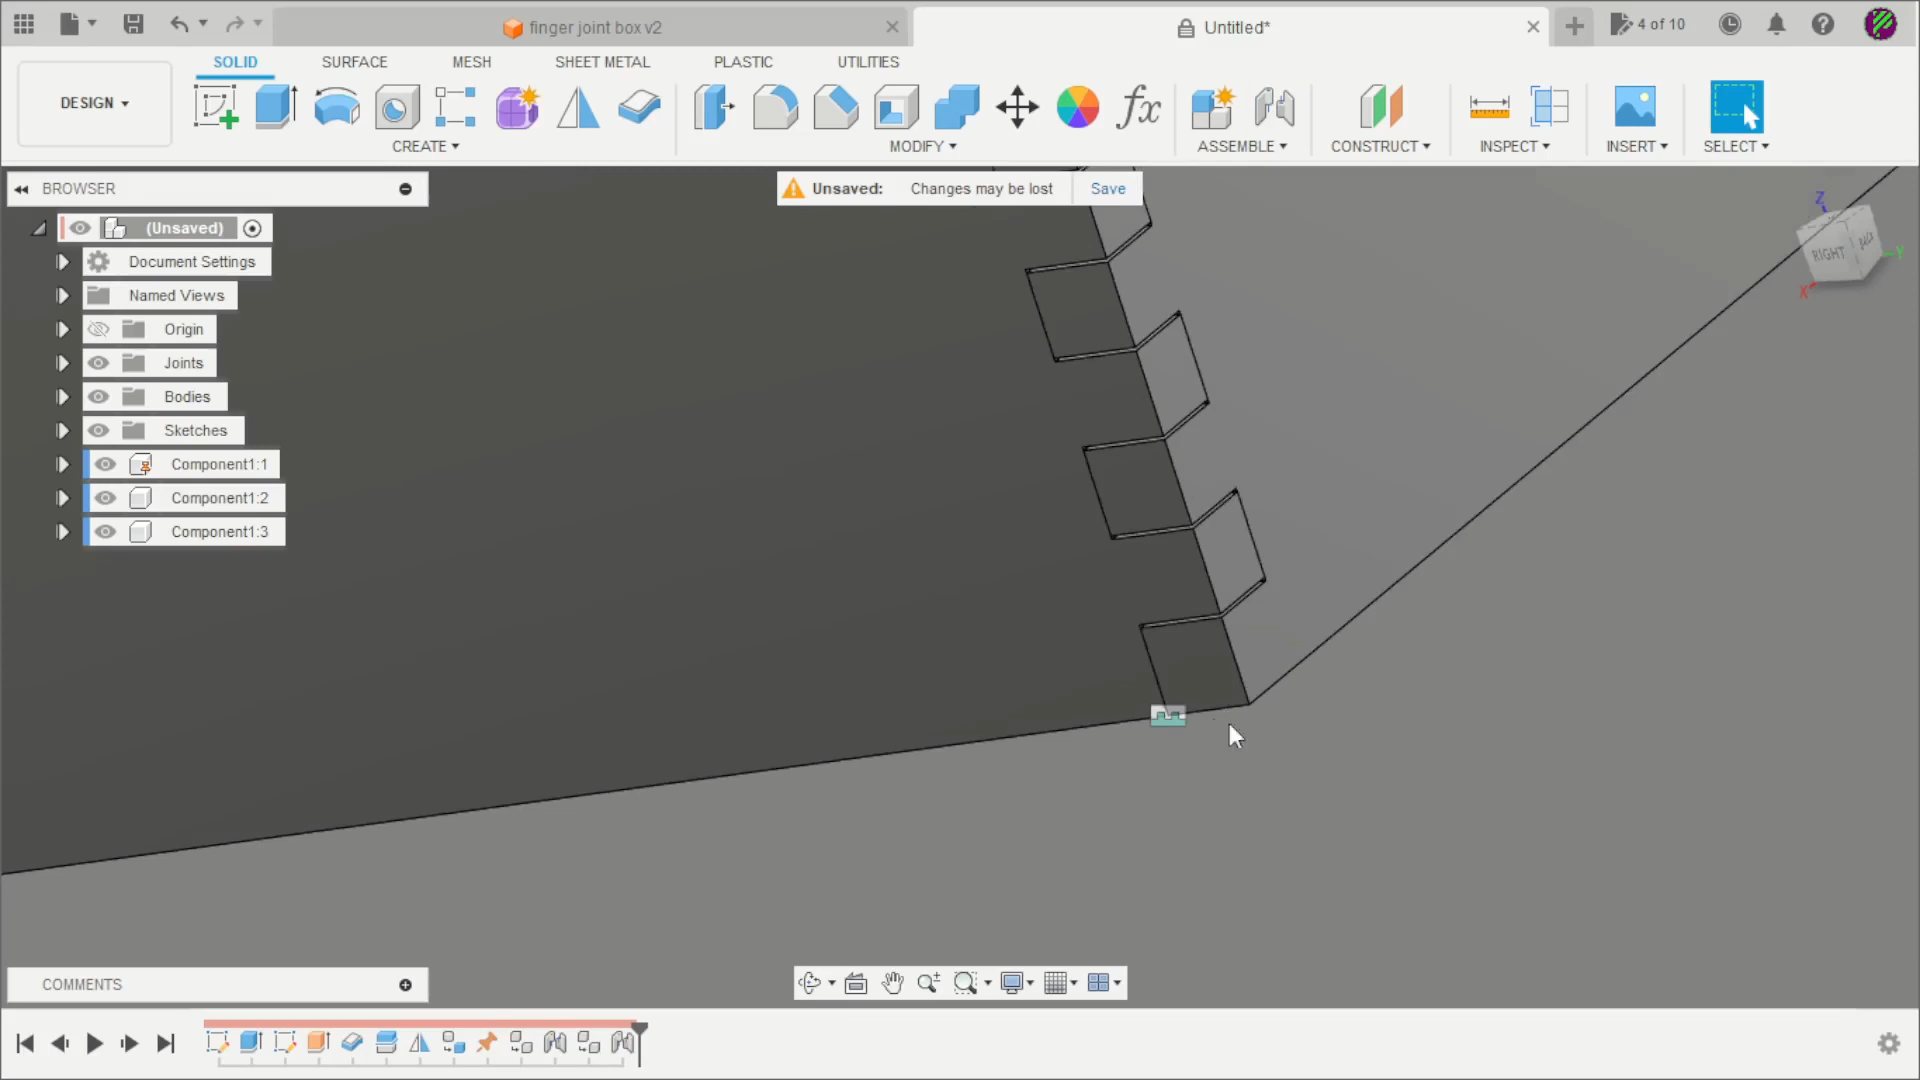 finger joint box v2
Untitled*
4 of 10
DESIGN
SOLID
SURFACE
MESH
SHEET METAL
PLASTIC
UTILITIES
CREATE
MODIFY
ASSEMBLE
CONSTRUCT
INSPECT
INSERT
SELECT
BROWSER
Unsaved: Changes may be lost
Save
(Unsaved)
Document Settings
Named Views
Origin
Joints
Bodies
Sketches
Component1:1
Component1:2
Component1:3
Z
RIGHT
BACK
Y
X
COMMENTS